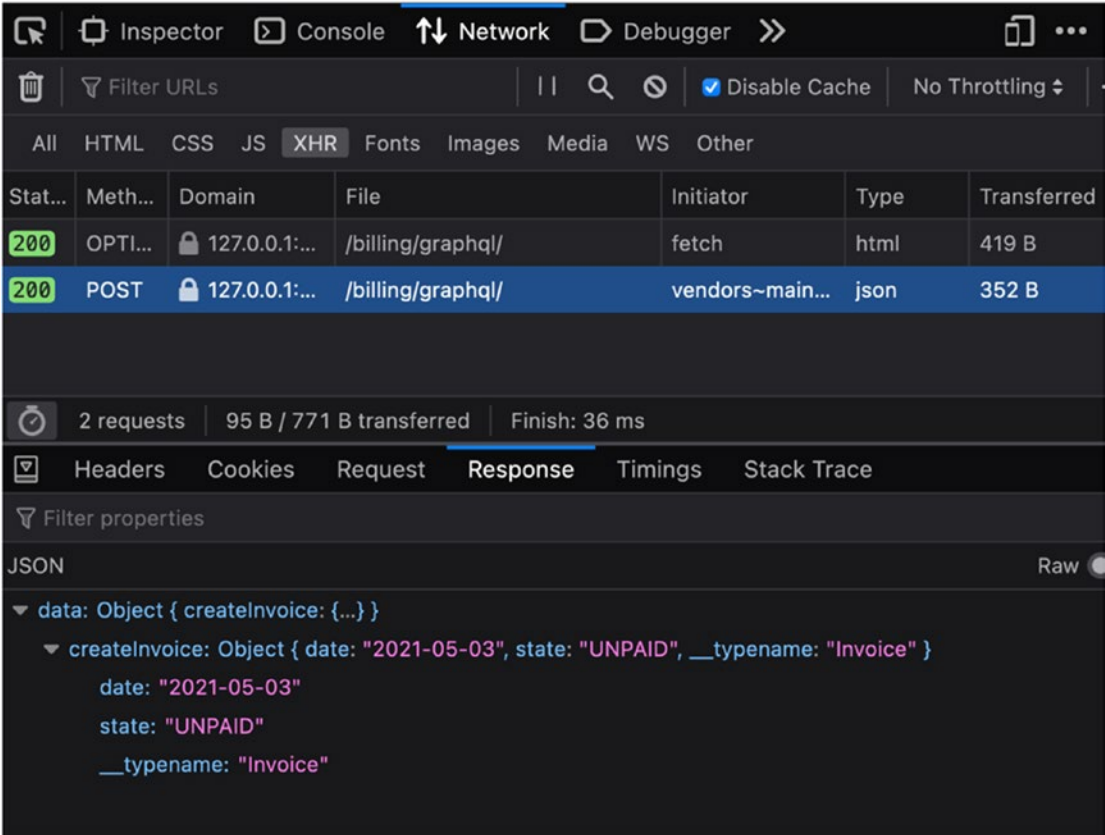 Inspector Console Network Debugger
Filter URLs Disable Cache No Throttling
All HTML CSS JS XHR Fonts Images Media WS Other
Stat... Meth... Domain File Initiator Type Transferred
200 OPTI... 127.0.0.1:... /billing/graphql/ fetch html 419 B
200 POST 127.0.0.1:... /billing/graphql/ vendors~main... json 352 B
2 requests 95 B / 771 B transferred Finish: 36 ms
Headers Cookies Request Response Timings Stack Trace
Filter properties
JSON Raw
data: Object { createInvoice: {...} }
createInvoice: Object { date: "2021-05-03", state: "UNPAID", __typename: "Invoice" }
date: "2021-05-03"
state: "UNPAID"
__typename: "Invoice"